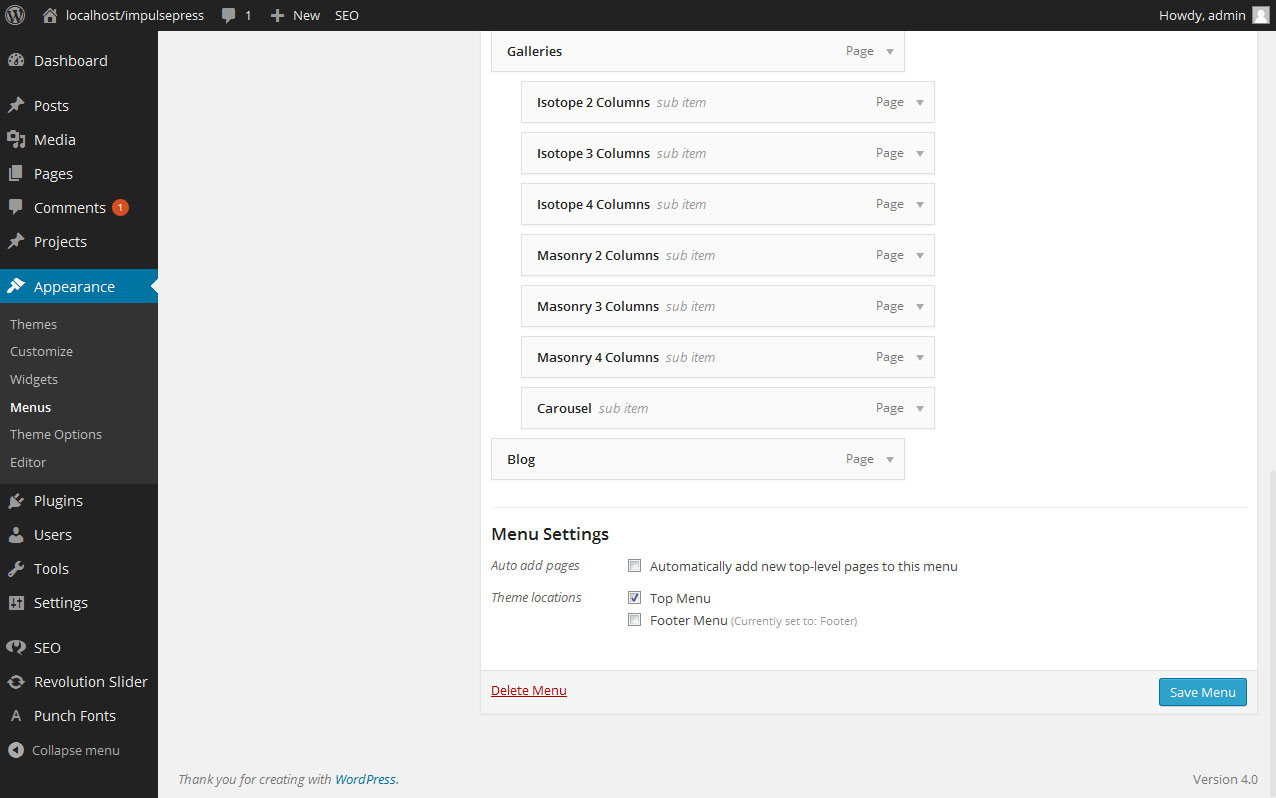 localhost/impulsepress 1 New SEO Howdy, admin
Dashboard
Posts
Media
Pages
Comments 1
Projects
Appearance
Themes
Customize
Widgets
Menus
Theme Options
Editor
Plugins
Users
Tools
Settings
SEO
Revolution Slider
Punch Fonts
Collapse menu
Galleries Page
Isotope 2 Columns sub item Page
Isotope 3 Columns sub item Page
Isotope 4 Columns sub item Page
Masonry 2 Columns sub item Page
Masonry 3 Columns sub item Page
Masonry 4 Columns sub item Page
Carousel sub item Page
Blog Page
Menu Settings
Auto add pages Automatically add new top-level pages to this menu
Theme locations Top Menu
Footer Menu (Currently set to: Footer)
Delete Menu Save Menu
Thank you for creating with WordPress. Version 4.0